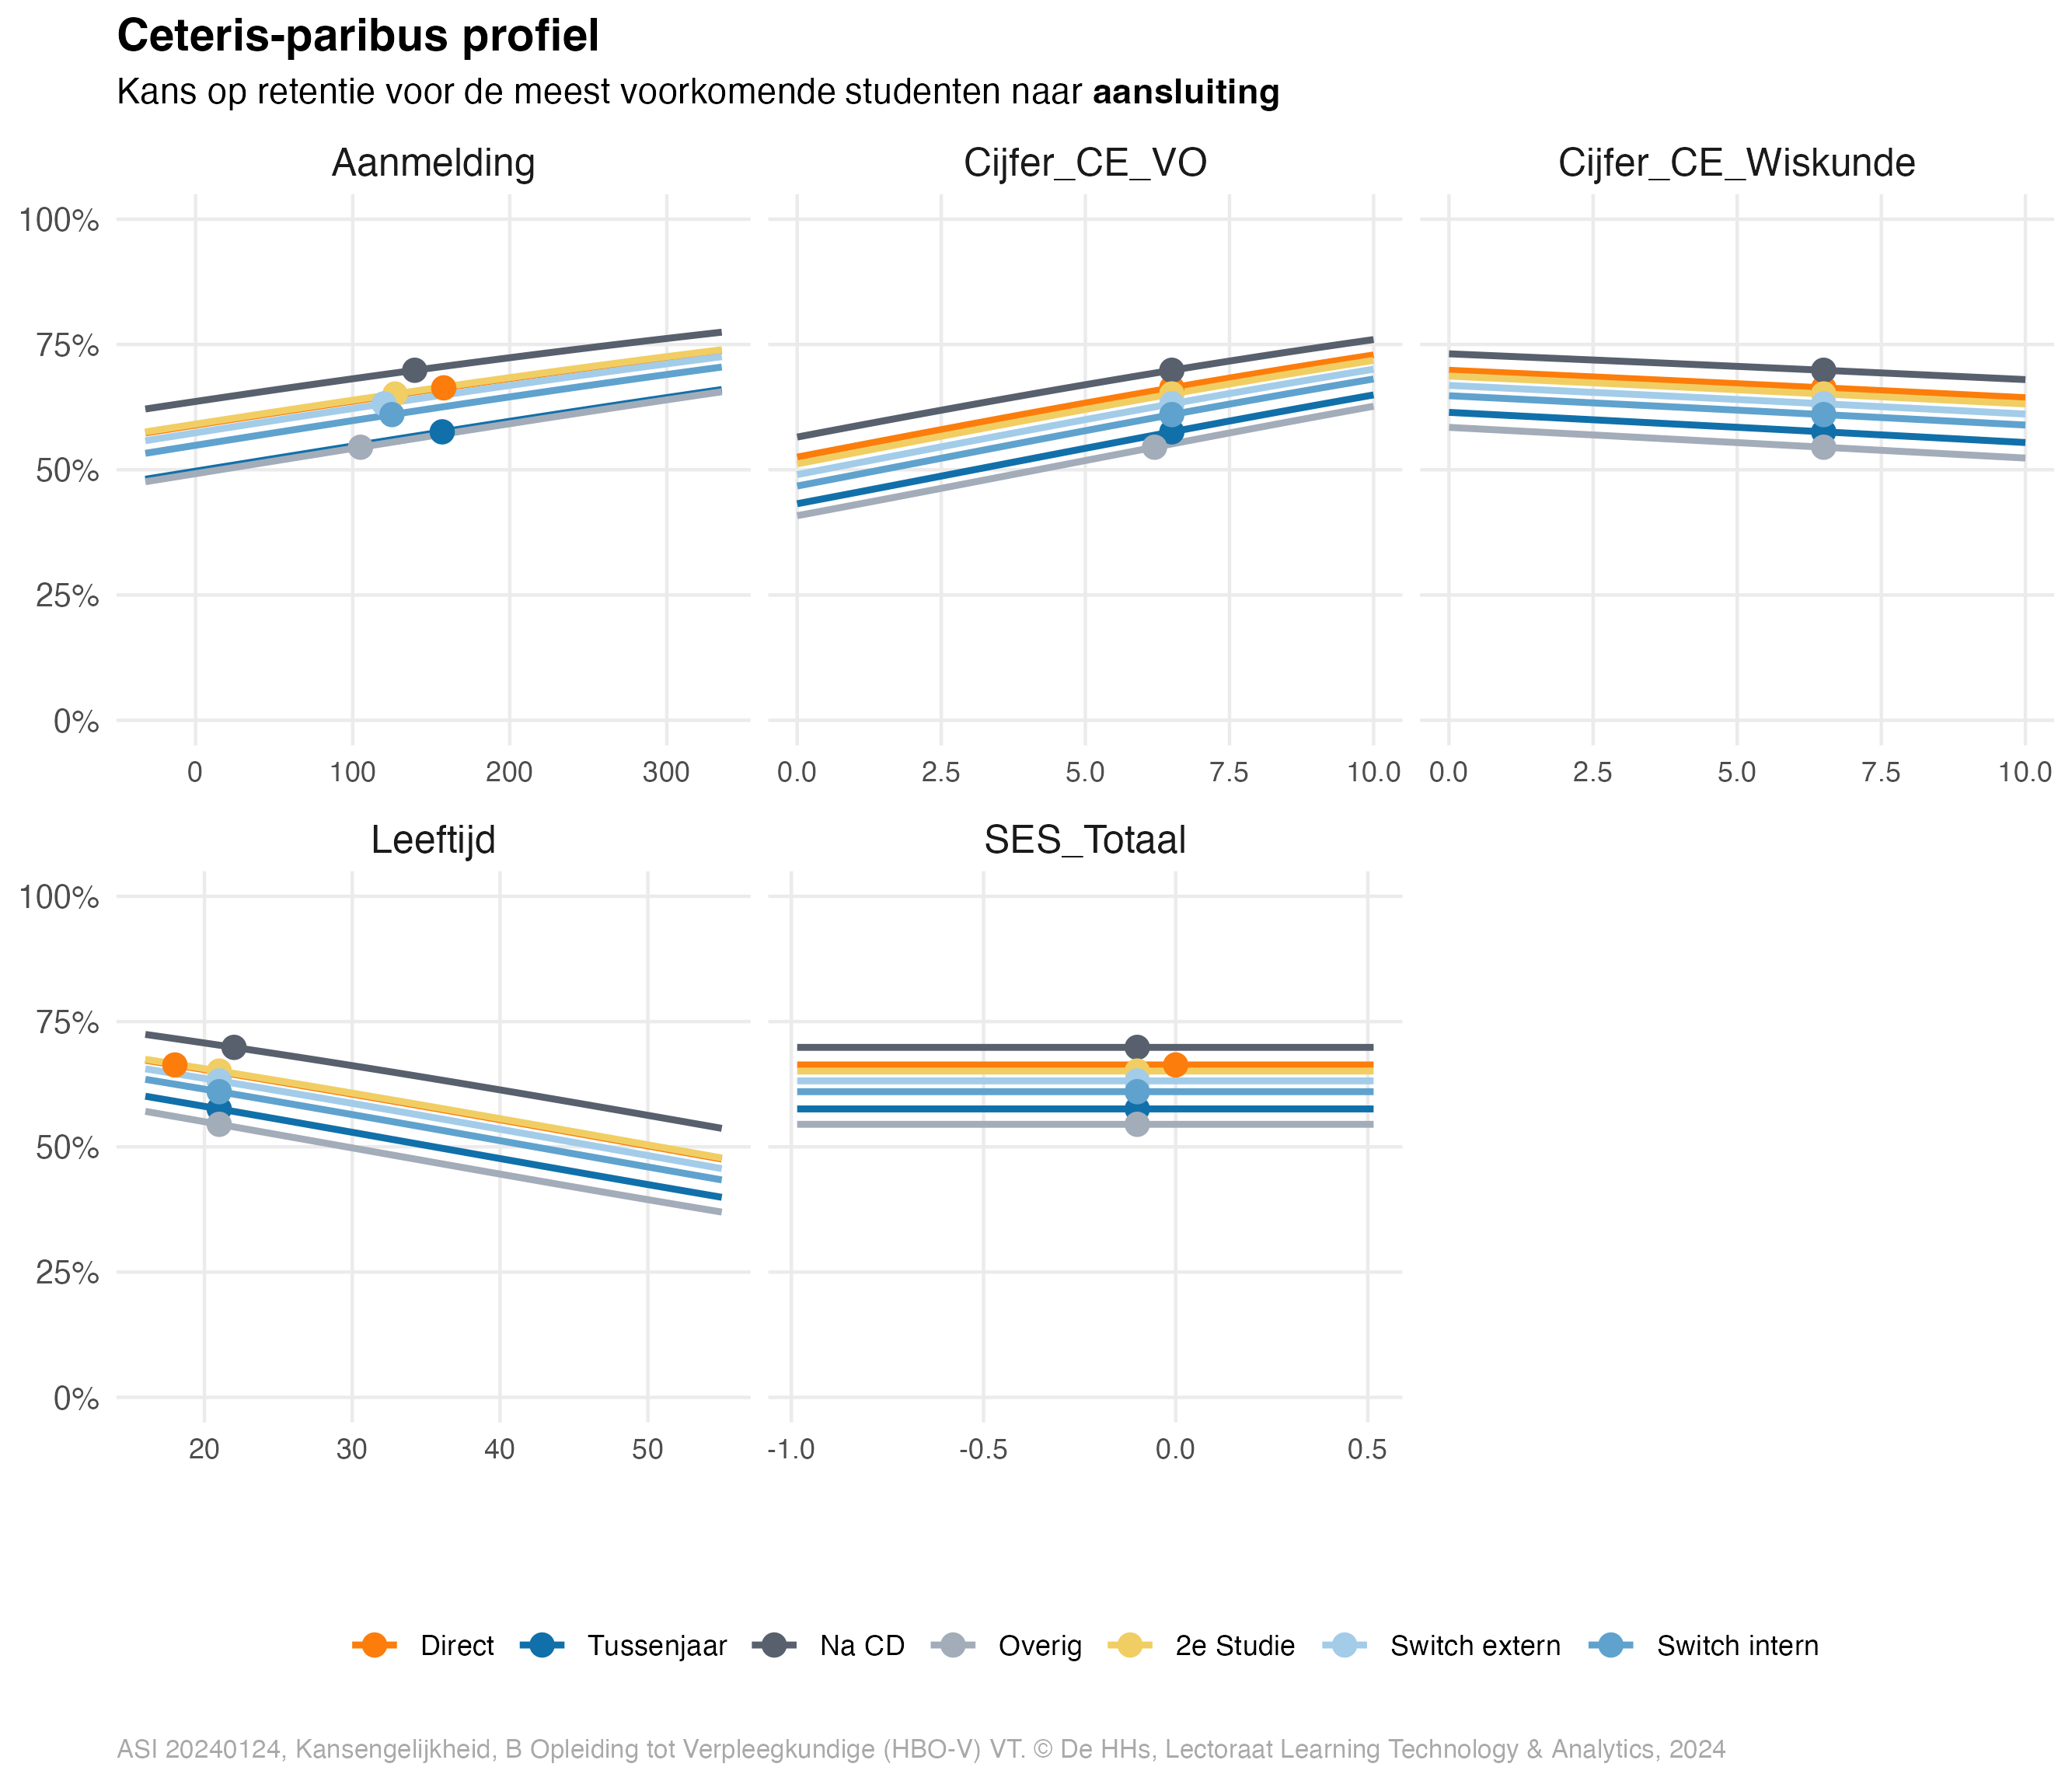 Ceteris-paribus profiel
Kans op retentie voor de meest voorkomende studenten naar aansluiting
Aanmelding Cijfer_CE_VO Cijfer_CE_Wiskunde
100%
75%
50%
25%
0%
0 100 200 300 0.0 2.5 5.0 7.5 10.0 0.0 2.5 5.0 7.5 10.0
Leeftijd SES_Totaal
100%
75%
50%
25%
0%
20 30 40 50 -1.0 -0.5 0.0 0.5
Direct Tussenjaar Na CD Overig 2e Studie Switch extern Switch intern
ASI 20240124, Kansengelijkheid, B Opleiding tot Verpleegkundige (HBO-V) VT. © De HHs, Lectoraat Learning Technology & Analytics, 2024